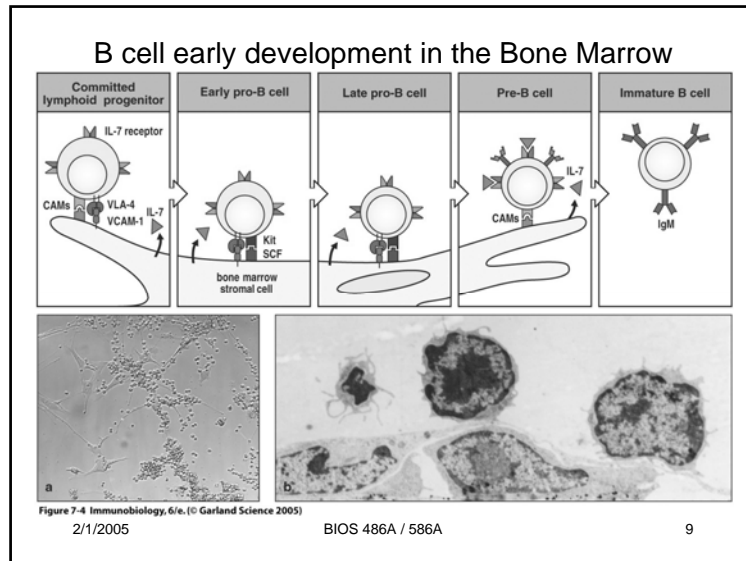 B cell early development in the Bone Marrow
Committed
lymphoid progenitor
Early pro-B cell
Late pro-B cell
Pre-B cell
Immature B cell
IL-7 receptor
CAMs
VLA-4
VCAM-1
IL-7
Kit
SCF
bone marrow
stromal cell
IL-7
CAMs
IgM
a
b
Figure 7-4 Immunobiology, 6/e. (© Garland Science 2005)
2/1/2005
BIOS 486A / 586A
9